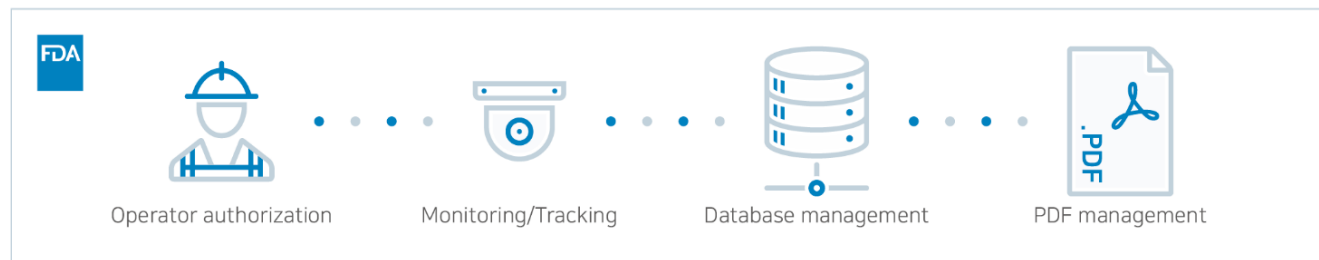 FDA
.PDF
Operator authorization
Monitoring/Tracking
Database management
PDF management